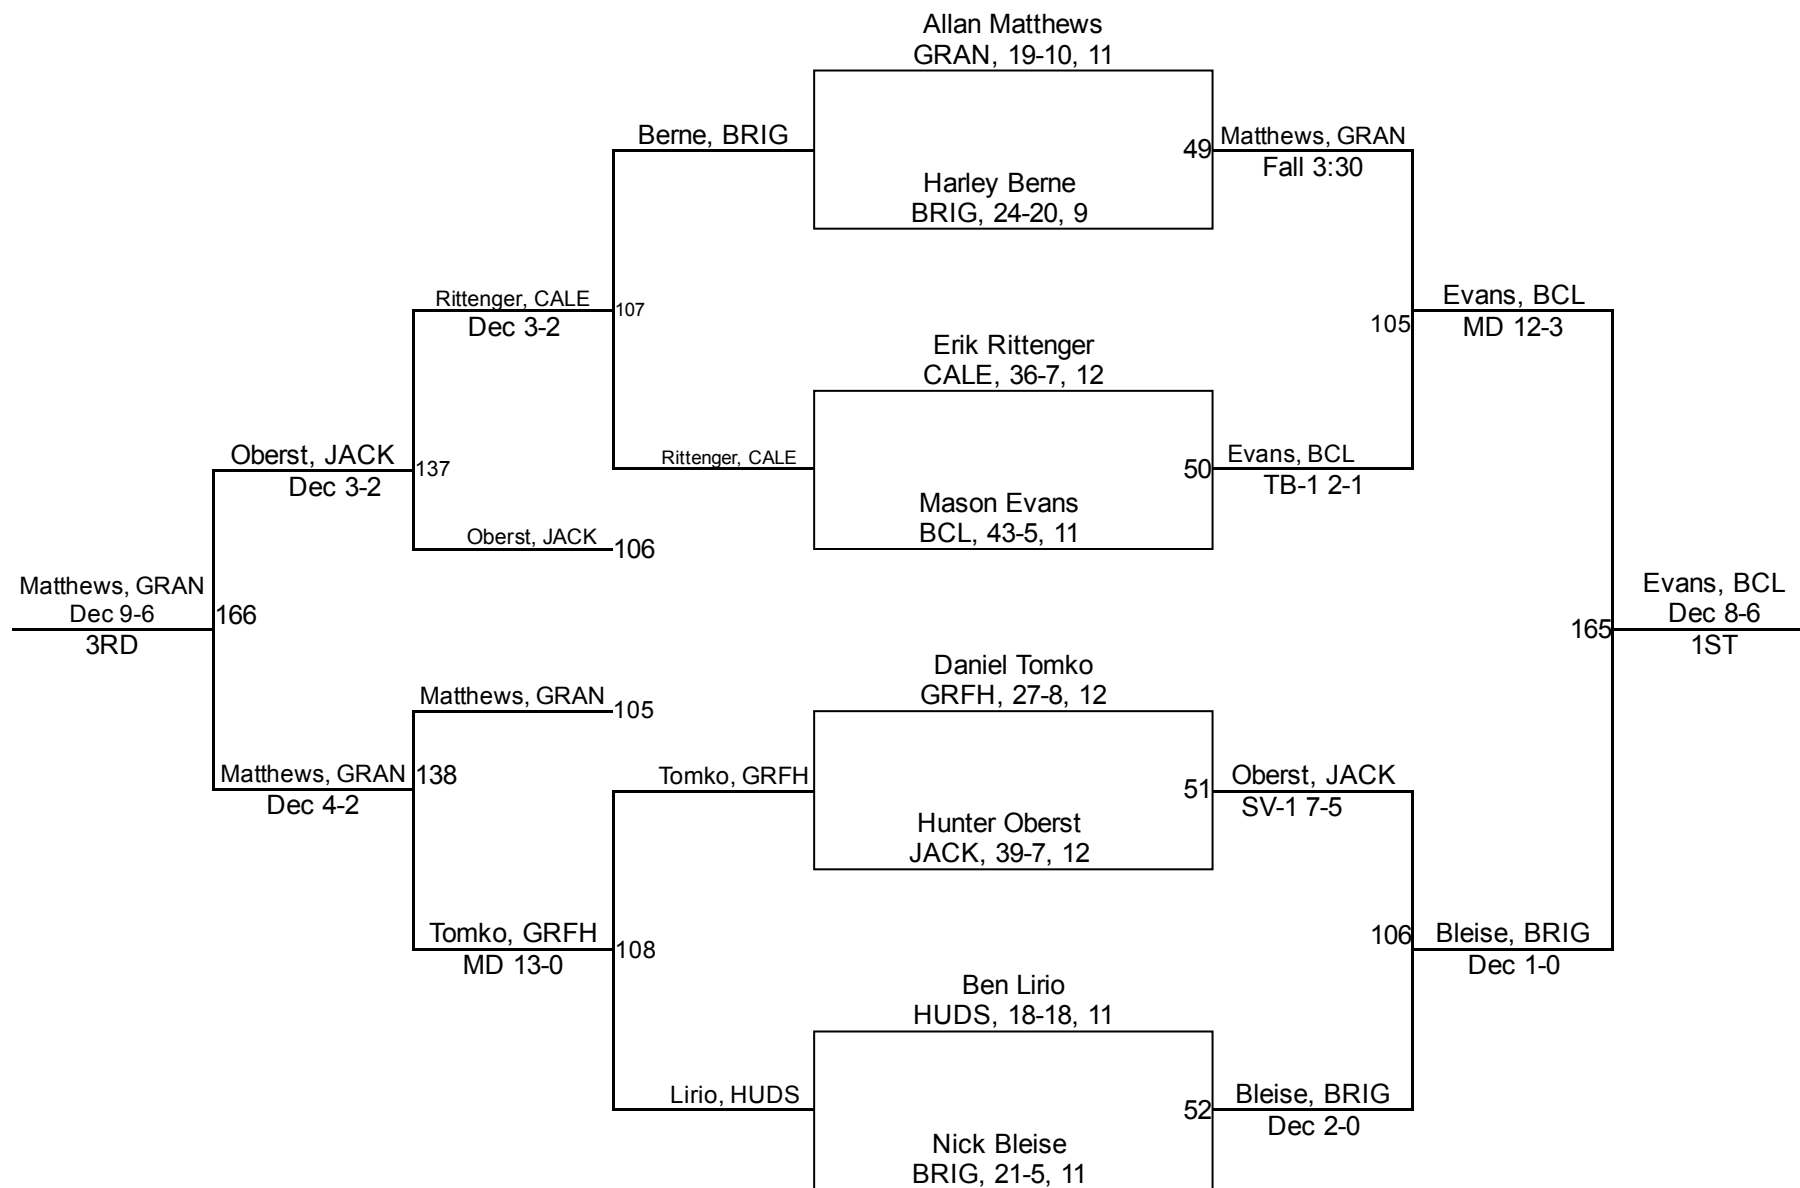 Allan Matthews
GRAN, 19-10, 11
Berne, BRIG
49
Matthews, GRAN
Fall 3:30
Harley Berne
BRIG, 24-20, 9
Rittenger, CALE
Dec 3-2
107
Evans, BCL
MD 12-3
105
Erik Rittenger
CALE, 36-7, 12
Oberst, JACK
Dec 3-2
137
Rittenger, CALE
50
Evans, BCL
TB-1 2-1
Mason Evans
BCL, 43-5, 11
Oberst, JACK
106
Matthews, GRAN
Dec 9-6
3RD
166
165
Evans, BCL
Dec 8-6
1ST
Daniel Tomko
GRFH, 27-8, 12
Matthews, GRAN
105
Matthews, GRAN
Dec 4-2
138
Tomko, GRFH
51
Oberst, JACK
SV-1 7-5
Hunter Oberst
JACK, 39-7, 12
Tomko, GRFH
MD 13-0
108
106
Bleise, BRIG
Dec 1-0
Ben Lirio
HUDS, 18-18, 11
Lirio, HUDS
52
Bleise, BRIG
Dec 2-0
Nick Bleise
BRIG, 21-5, 11